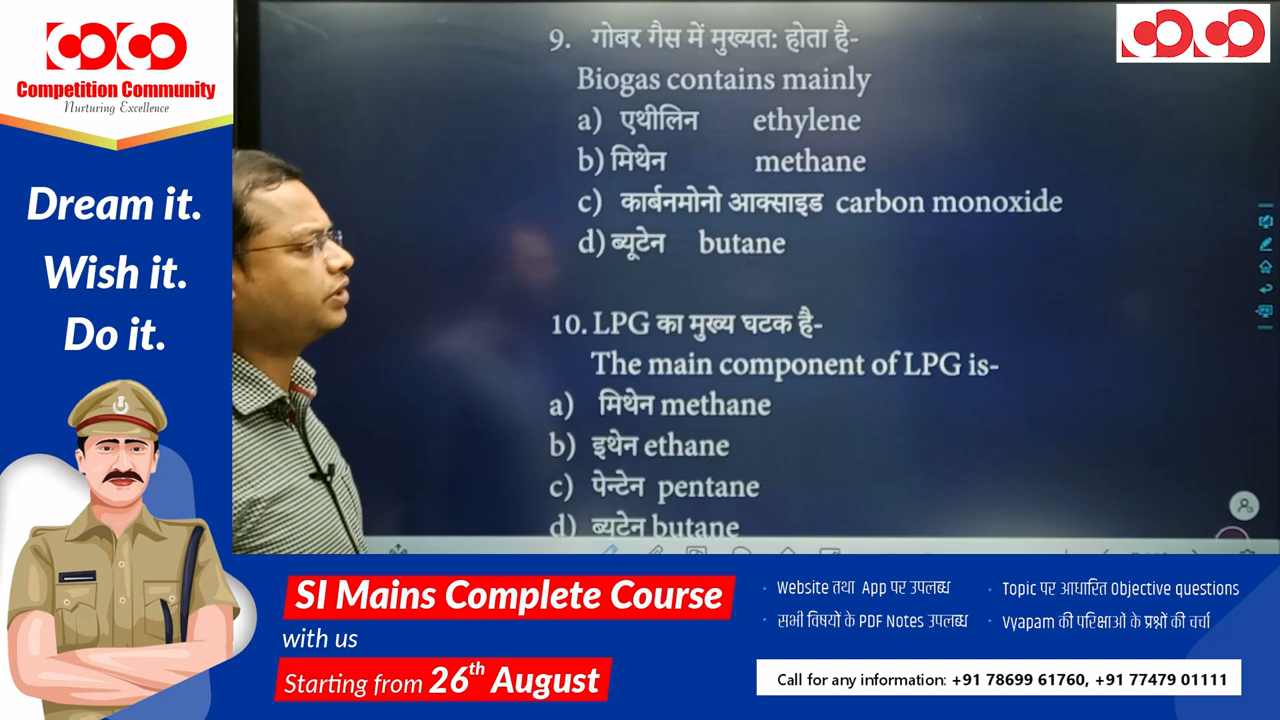 COCO
Competition Community
Nurturing Excellence
Dream it.
Wish it.
Do it.
COCO
9. गोबर गैस में मुख्यत: होता है-
Biogas contains mainly
a) एथीलिन ethylene
b) मिथेन methane
c) कार्बनमोनो आक्साइड carbon monoxide
d) ब्यूटेन butane
10. LPG का मुख्य घटक है-
The main component of LPG is-
a) मिथेन methane
b) इथेन ethane
c) पेन्टेन pentane
d) ब्यूटेन butane
SI Mains Complete Course
with us
Starting from 26th August
· Website तथा App पर उपलब्ध
· सभी विषयों के PDF Notes उपलब्ध
· Topic पर आधारित Objective questions
· Vyapam की परिक्षाओं के प्रश्नों की चर्चा
Call for any information: +91 78699 61760, +91 77479 01111